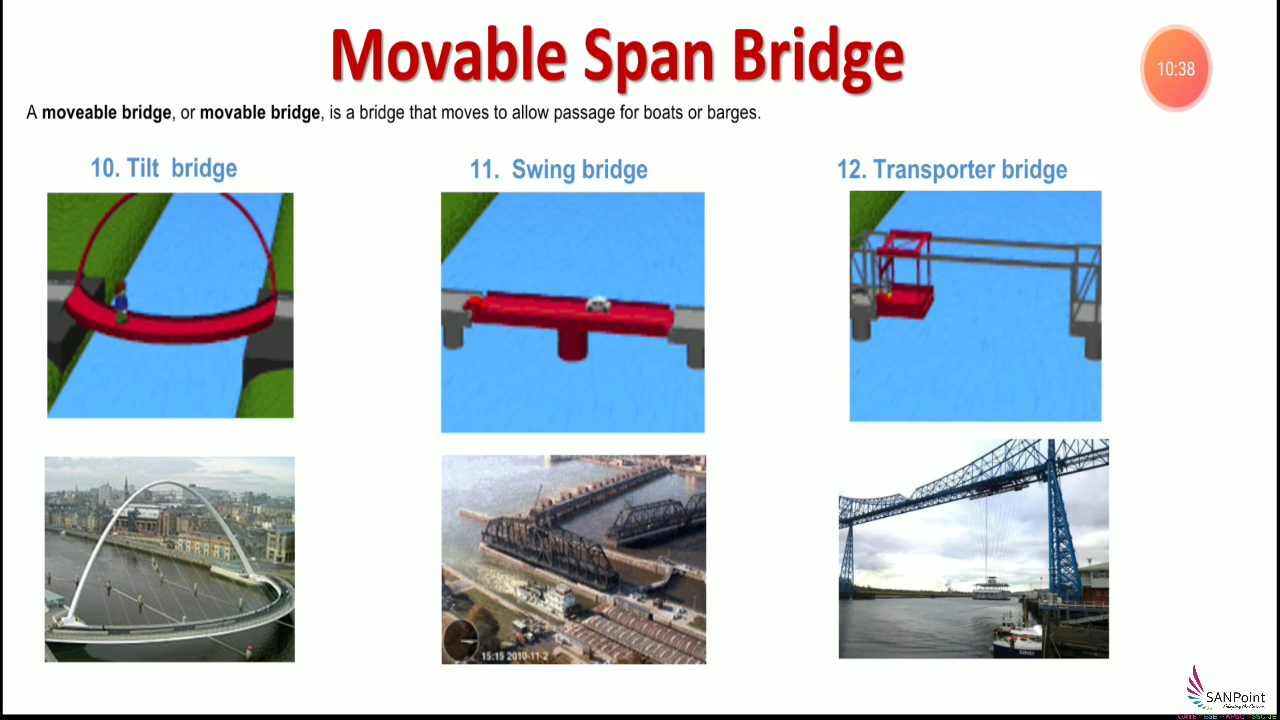 Movable Span Bridge
10:38
A moveable bridge, or movable bridge, is a bridge that moves to allow passage for boats or barges.
10. Tilt bridge
11. Swing bridge
12. Transporter bridge
15:15 2010-11-2
SANPoint